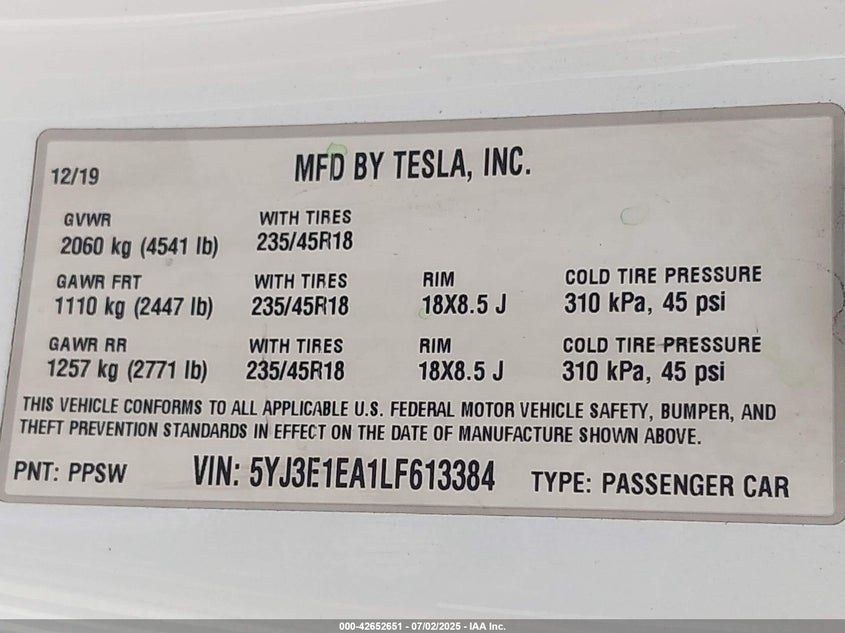 12/19 MFD BY TESLA, INC.
GVWR WITH TIRES
2060 kg (4541 lb) 235/45R18
GAWR FRT WITH TIRES RIM COLD TIRE PRESSURE
1110 kg (2447 lb) 235/45R18 18X8.5 J 310 kPa, 45 psi
GAWR RR WITH TIRES RIM COLD TIRE PRESSURE
1257 kg (2771 lb) 235/45R18 18X8.5 J 310 kPa, 45 psi
THIS VEHICLE CONFORMS TO ALL APPLICABLE U.S. FEDERAL MOTOR VEHICLE SAFETY, BUMPER, AND
THEFT PREVENTION STANDARDS IN EFFECT ON THE DATE OF MANUFACTURE SHOWN ABOVE.
PNT: PPSW VIN: 5YJ3E1EA1LF613384 TYPE: PASSENGER CAR
000-42652651 - 07/02/2025 - IAA Inc.